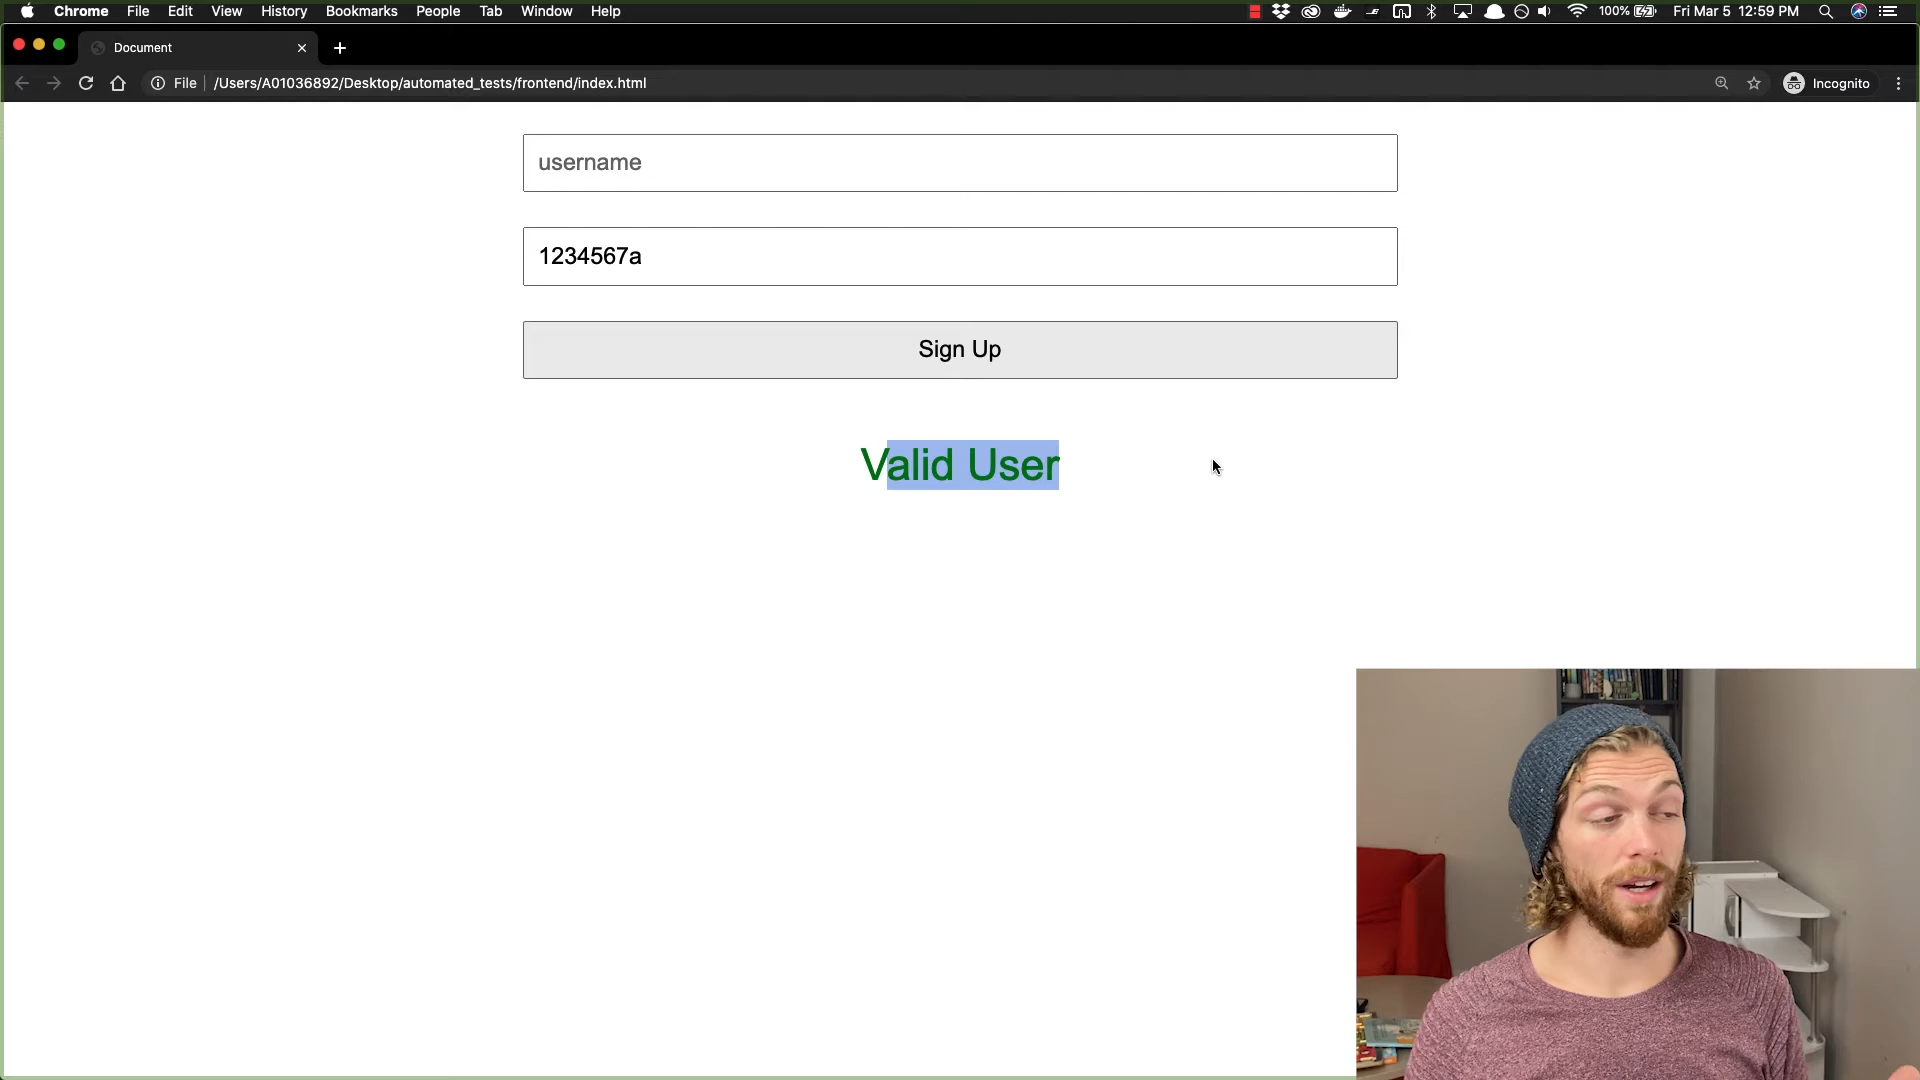 Chrome File Edit View History Bookmarks People Tab Window Help 100% Fri Mar 5 12:59 PM
Document
File /Users/A01036892/Desktop/automated_tests/frontend/index.html Incognito
username
1234567a
Sign Up
Valid User